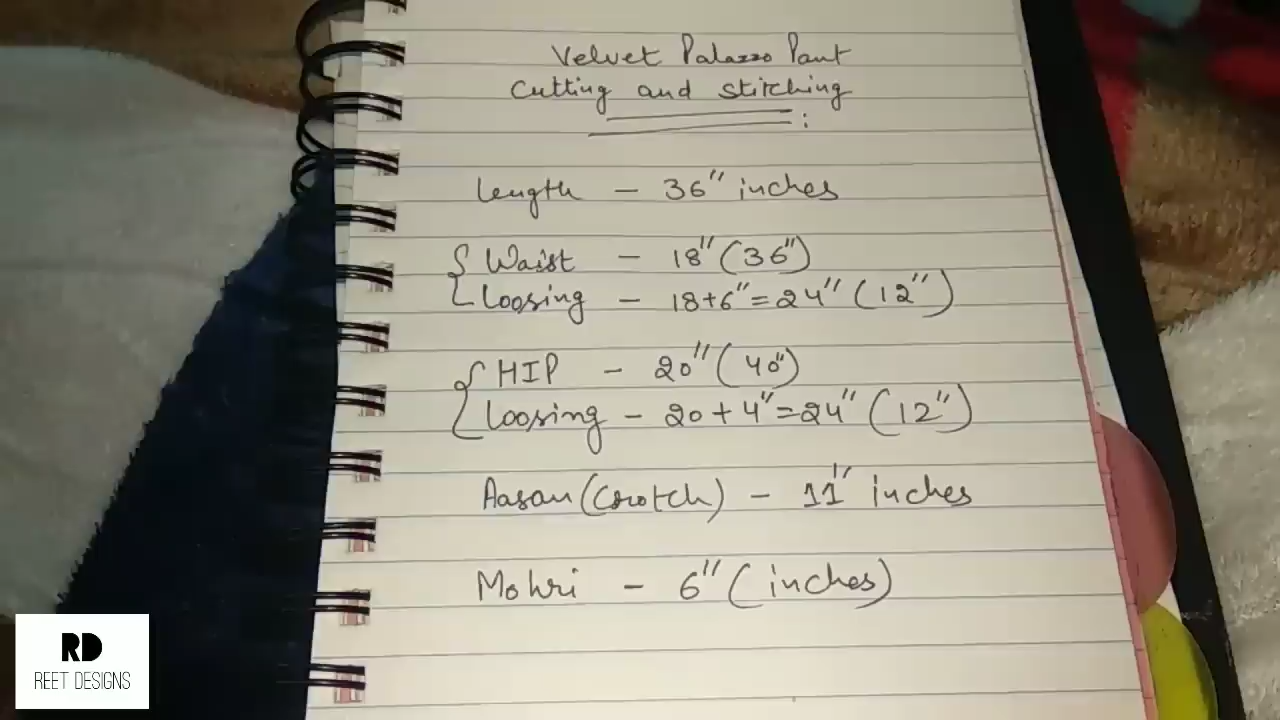 Velvet Palazzo Pant
Cutting and stitching
:
Length - 36" inches
Waist - 18" (36")
Loosing - 18+6"=24" (12")
HIP - 20" (40")
Loosing - 20+4"=24" (12")
Aasan (Crotch) - 11" inches
Mohri - 6" (inches)
RD
REET DESIGNS